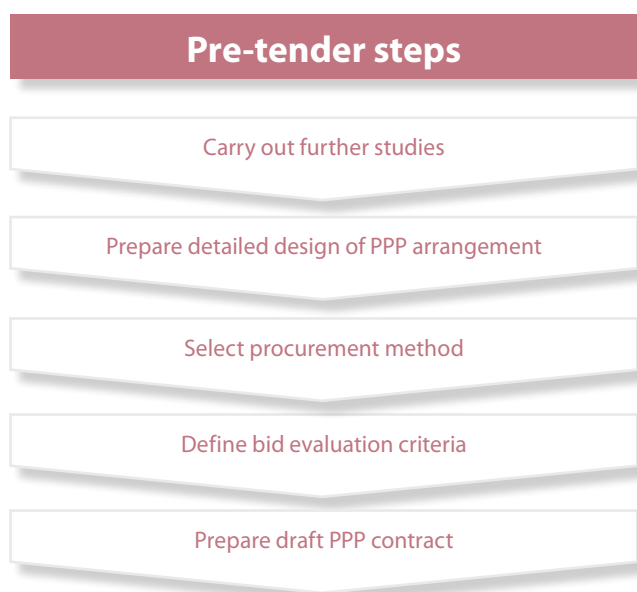 Pre-tender steps
Carry out further studies
Prepare detailed design of PPP arrangement
Select procurement method
Define bid evaluation criteria
Prepare draft PPP contract